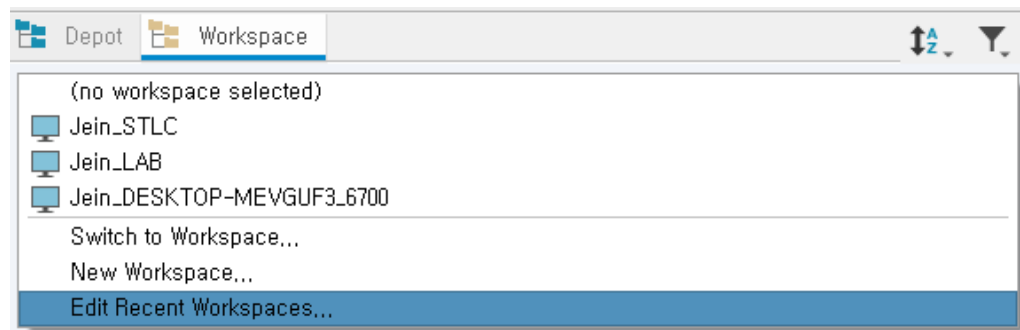 Depot Workspace
(no workspace selected)
Jein_STLC
Jein_LAB
Jein_DESKTOP-MEVGUF3_6700
Switch to Workspace...
New Workspace...
Edit Recent Workspaces...